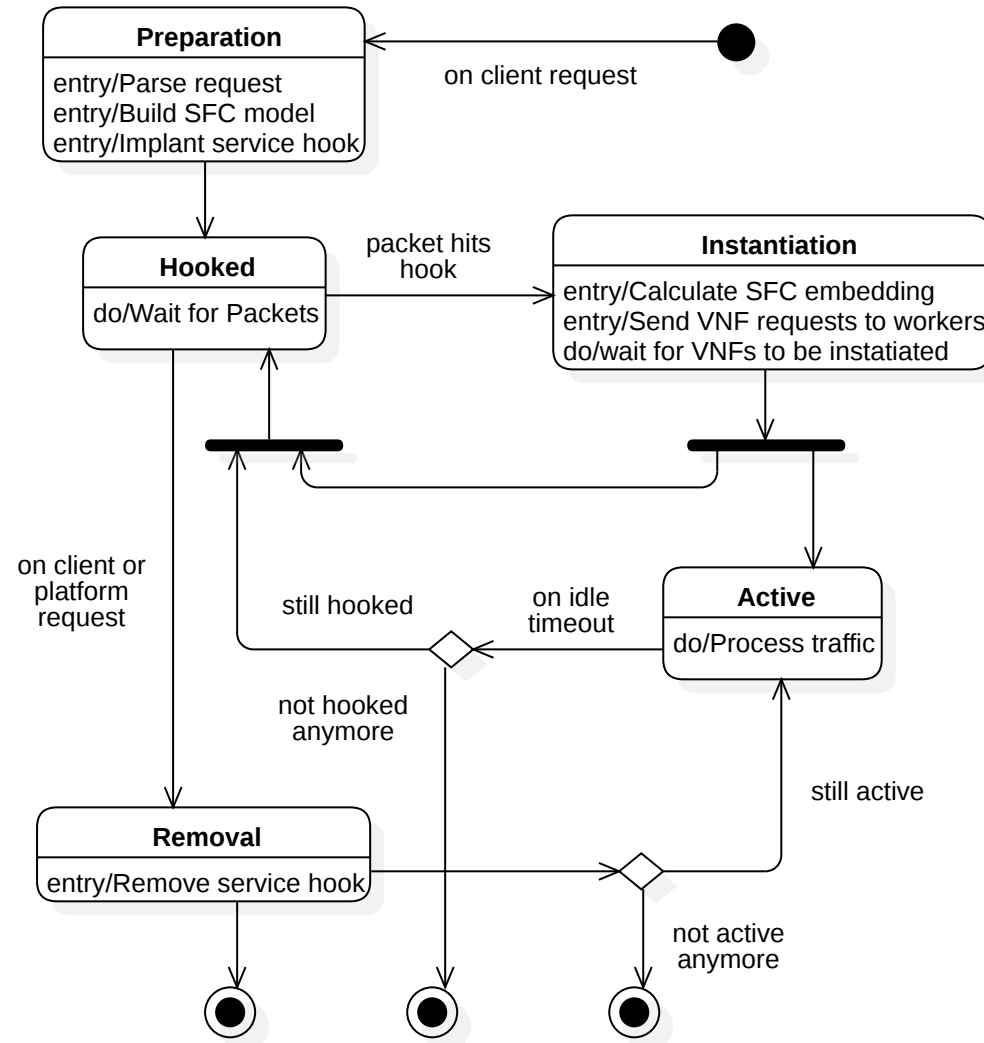 Preparation
entry/Parse request
entry/Build SFC model
entry/Implant service hook
on client request
Hooked
do/Wait for Packets
packet hits
hook
Instantiation
entry/Calculate SFC embedding
entry/Send VNF requests to workers
do/wait for VNFs to be instatiated
on client or
platform
request
still hooked
on idle
timeout
Active
do/Process traffic
not hooked
anymore
still active
Removal
entry/Remove service hook
not active
anymore